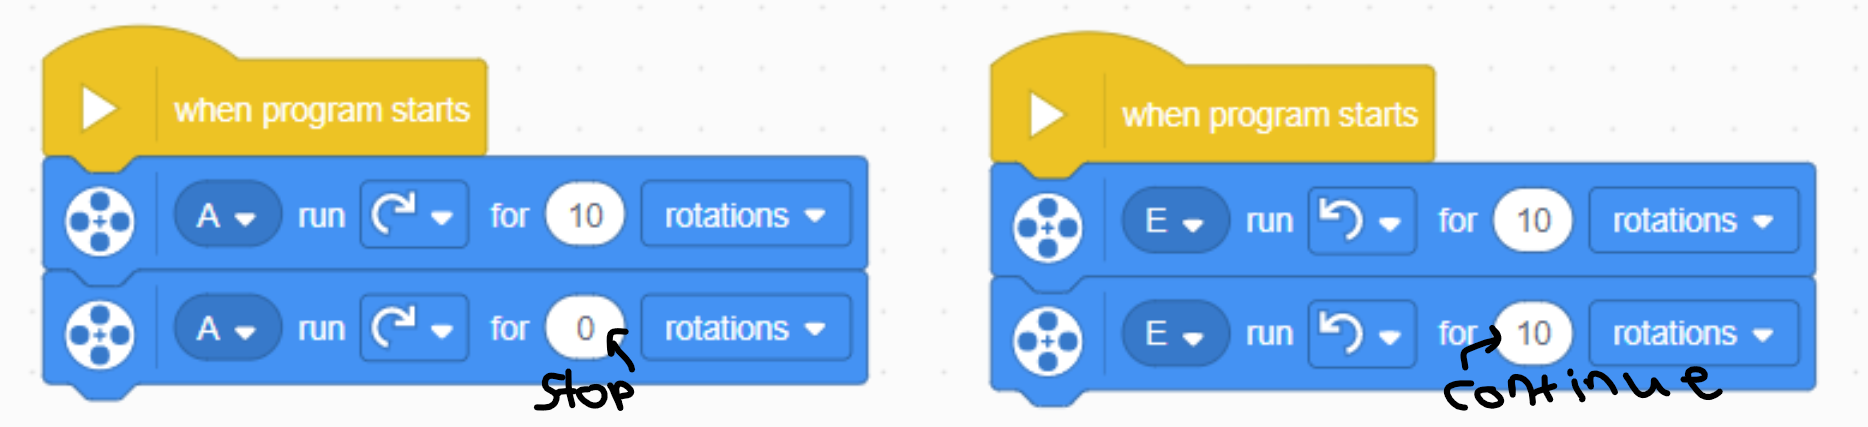 when program starts
A run for 10 rotations
A run for 0 rotations
stop
when program starts
E run for 10 rotations
E run for 10 rotations
continue